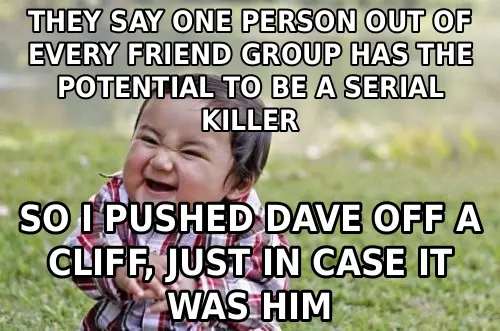 THEY SAY ONE PERSON OUT OF
EVERY FRIEND GROUP HAS THE
POTENTIAL TO BE A SERIAL
KILLER
SO I PUSHED DAVE OFF A
CLIFF, JUST IN CASE IT
WAS HIM